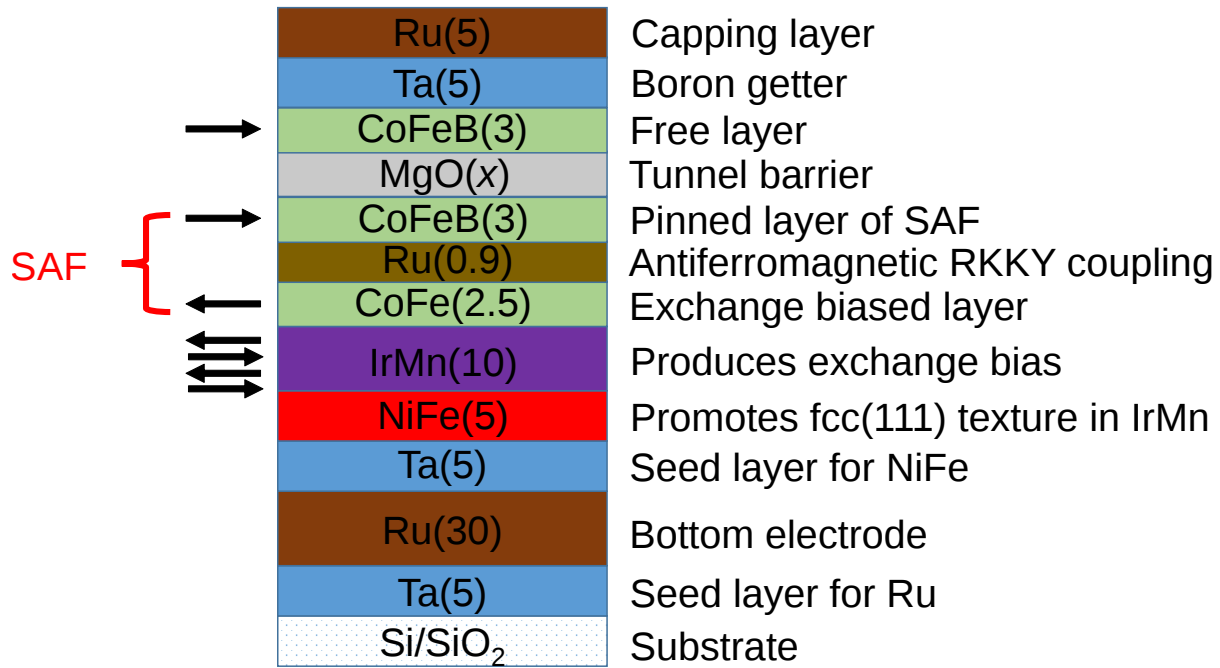 Ru(5) Capping layer
Ta(5) Boron getter
CoFeB(3) Free layer
MgO(x) Tunnel barrier
CoFeB(3) Pinned layer of SAF
SAF
Ru(0.9) Antiferromagnetic RKKY coupling
CoFe(2.5) Exchange biased layer
IrMn(10) Produces exchange bias
NiFe(5) Promotes fcc(111) texture in IrMn
Ta(5) Seed layer for NiFe
Ru(30) Bottom electrode
Ta(5) Seed layer for Ru
Si/SiO₂ Substrate